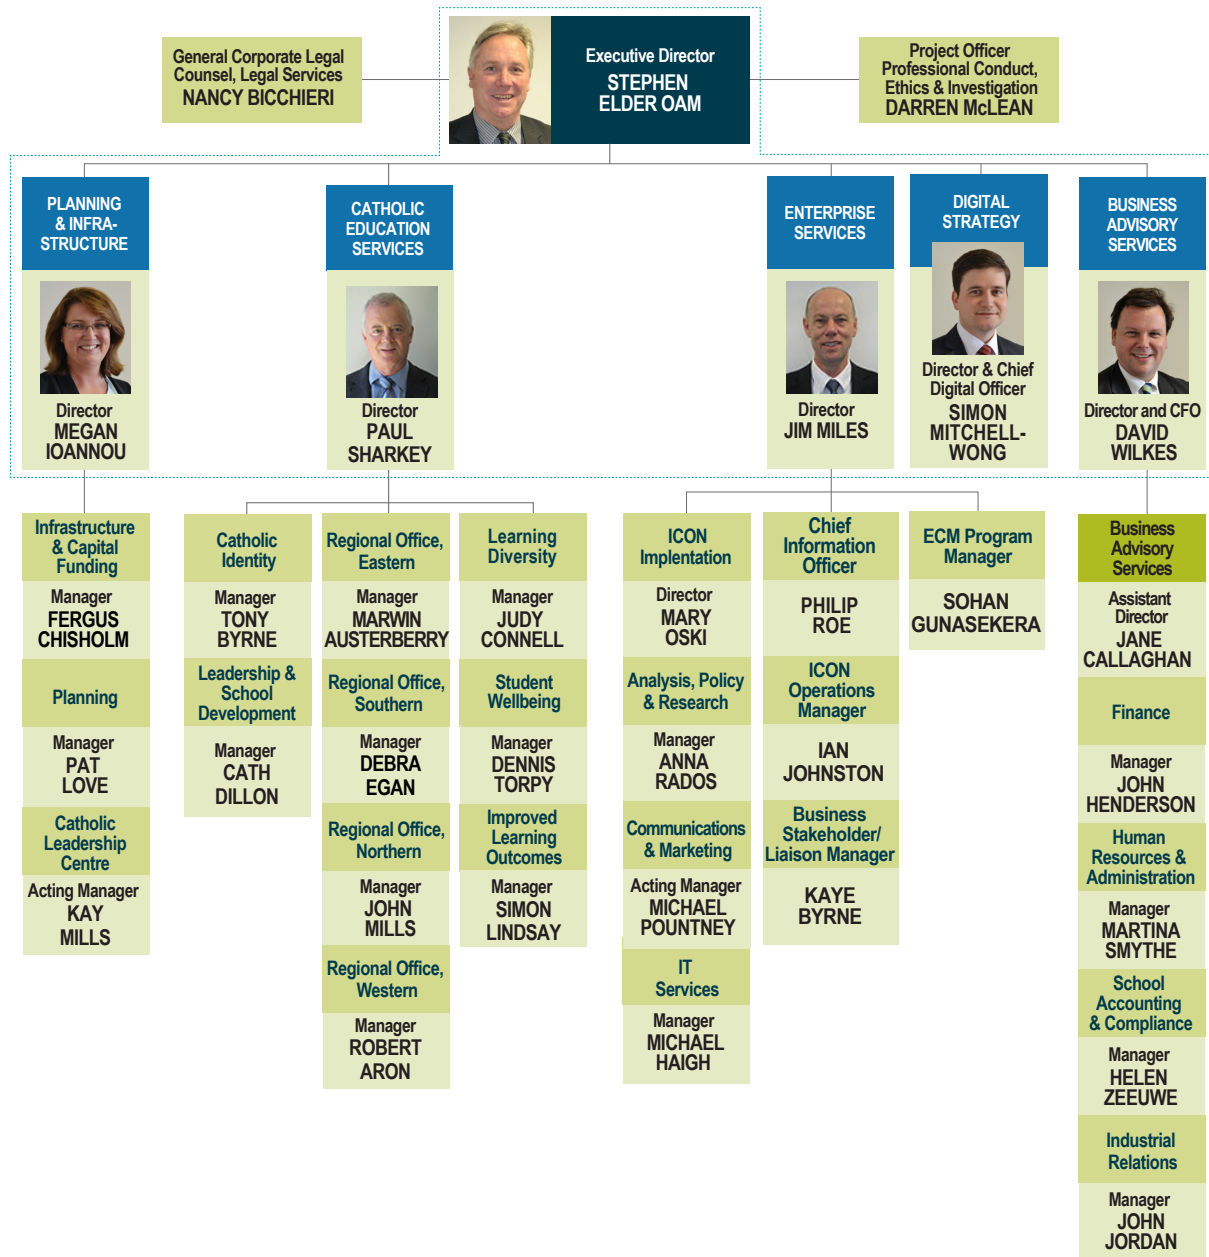 General Corporate Legal
Counsel, Legal Services
NANCY BICCHIERI
Executive Director
STEPHEN
ELDER OAM
Project Officer
Professional Conduct,
Ethics & Investigation
DARREN McLEAN
PLANNING
& INFRA-
STRUCTURE
Director
MEGAN
IOANNOU
CATHOLIC
EDUCATION
SERVICES
Director
PAUL
SHARKEY
ENTERPRISE
SERVICES
Director
JIM MILES
DIGITAL
STRATEGY
Director & Chief
Digital Officer
SIMON
MITCHELL-
WONG
BUSINESS
ADVISORY
SERVICES
Director and CFO
DAVID
WILKES
Infrastructure
& Capital
Funding
Manager
FERGUS
CHISHOLM
Planning
Manager
PAT
LOVE
Catholic
Leadership
Centre
Acting Manager
KAY
MILLS
Catholic
Identity
Manager
TONY
BYRNE
Leadership &
School
Development
Manager
CATH
DILLON
Regional Office,
Eastern
Manager
MARWIN
AUSTERBERRY
Regional Office,
Southern
Manager
DEBRA
EGAN
Regional Office,
Northern
Manager
JOHN
MILLS
Regional Office,
Western
Manager
ROBERT
ARON
Learning
Diversity
Manager
JUDY
CONNELL
Student
Wellbeing
Manager
DENNIS
TORPY
Improved
Learning
Outcomes
Manager
SIMON
LINDSAY
ICON
Implentation
Director
MARY
OSKI
Analysis, Policy
& Research
Manager
ANNA
RADOS
Communications
& Marketing
Acting Manager
MICHAEL
POUNTNEY
IT
Services
Manager
MICHAEL
HAIGH
Chief
Information
Officer
PHILIP
ROE
ICON
Operations
Manager
IAN
JOHNSTON
Business
Stakeholder/
Liaison Manager
KAYE
BYRNE
ECM Program
Manager
SOHAN
GUNASEKERA
Business
Advisory
Services
Assistant
Director
JANE
CALLAGHAN
Finance
Manager
JOHN
HENDERSON
Human
Resources &
Administration
Manager
MARTINA
SMYTHE
School
Accounting
& Compliance
Manager
HELEN
ZEEUWE
Industrial
Relations
Manager
JOHN
JORDAN